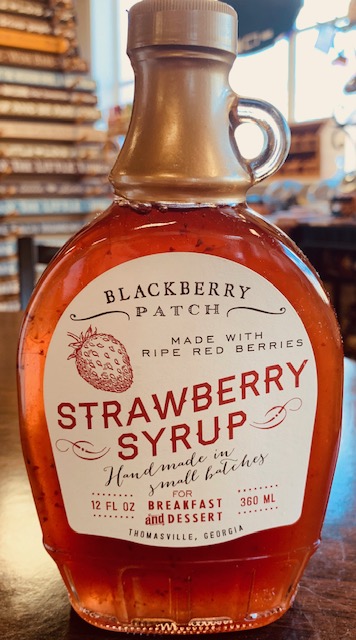 BLACKBERRY
PATCH
MADE WITH
RIPE RED BERRIES
STRAWBERRY
SYRUP
Handmade in
small batches
FOR
12 FL OZ BREAKFAST 360 ML
and DESSERT
THOMASVILLE, GEORGIA